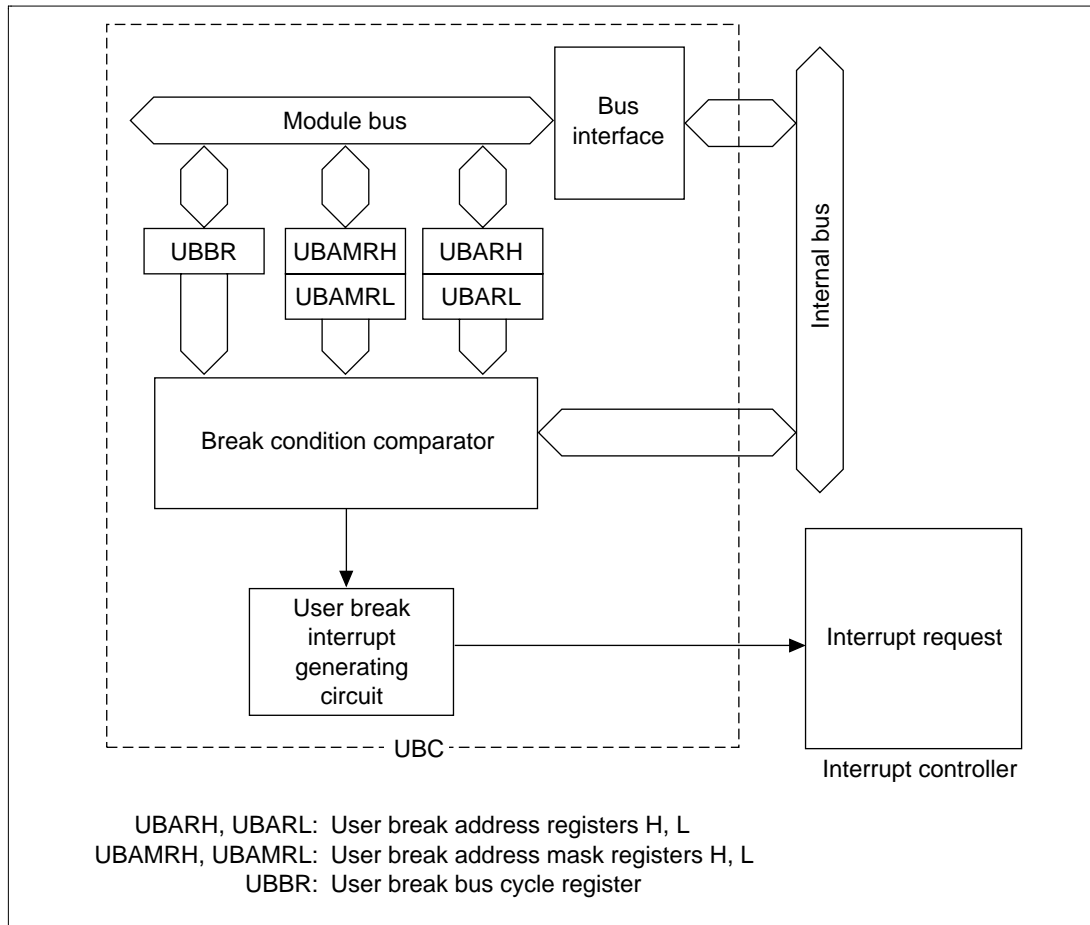 Module bus
Bus
interface
Internal bus
UBBR
UBAMRH
UBARH
UBAMRL
UBARL
Break condition comparator
User break
interrupt
generating
circuit
Interrupt request
UBC
Interrupt controller
UBARH, UBARL: User break address registers H, L
UBAMRH, UBAMRL: User break address mask registers H, L
UBBR: User break bus cycle register